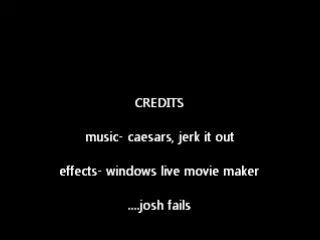 CREDITS
music- caesars, jerk it out
effects- windows live movie maker
....josh fails